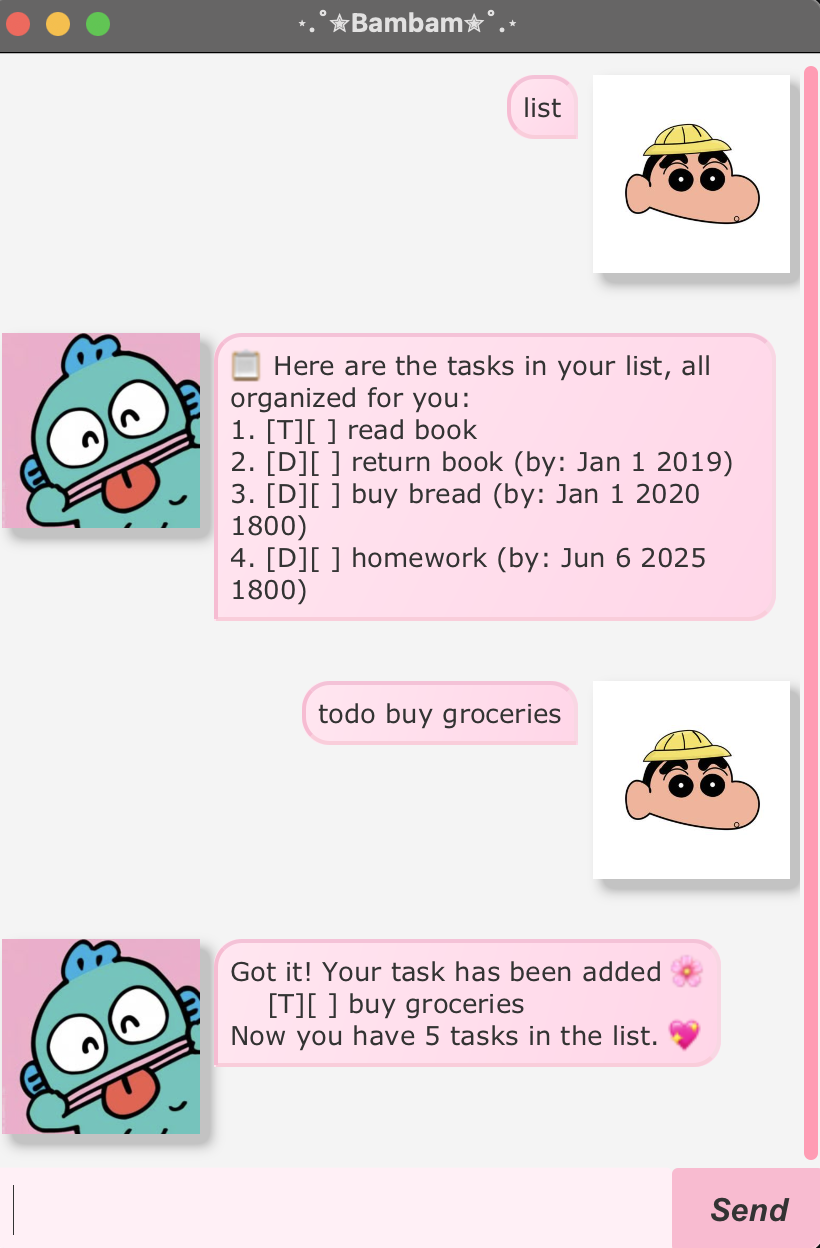 ⋆.˚✬Bambam✬˚.⋆
list
📋 Here are the tasks in your list, all
organized for you:
1. [T][ ] read book
2. [D][ ] return book (by: Jan 1 2019)
3. [D][ ] buy bread (by: Jan 1 2020
1800)
4. [D][ ] homework (by: Jun 6 2025
1800)
todo buy groceries
Got it! Your task has been added 🌸
[T][ ] buy groceries
Now you have 5 tasks in the list. 💖
Send